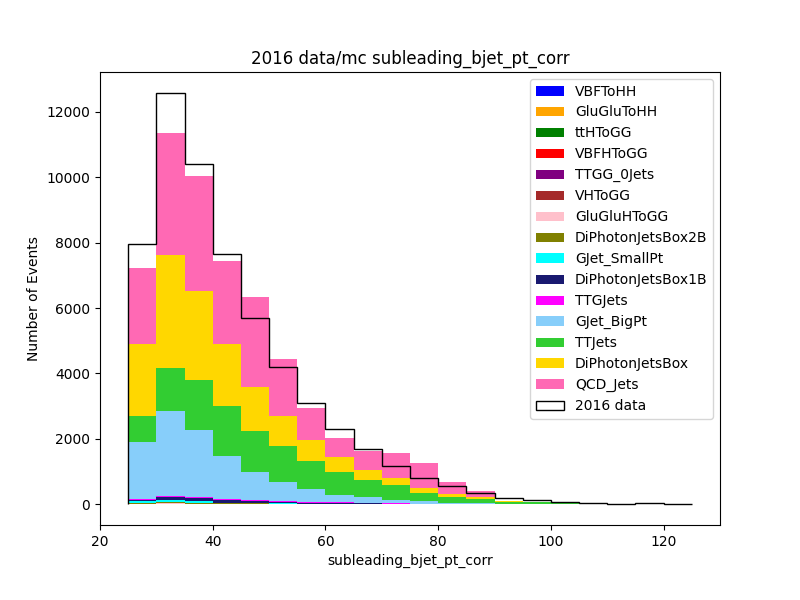 2016 data/mc subleading_bjet_pt_corr
Number of Events
12000
10000
8000
6000
4000
2000
0
20
40
60
80
100
120
subleading_bjet_pt_corr
VBFToHH
GluGluToHH
ttHToGG
VBFHToGG
TTGG_0Jets
VHToGG
GluGluHToGG
DiPhotonJetsBox2B
GJet_SmallPt
DiPhotonJetsBox1B
TTGJets
GJet_BigPt
TTJets
DiPhotonJetsBox
QCD_Jets
2016 data